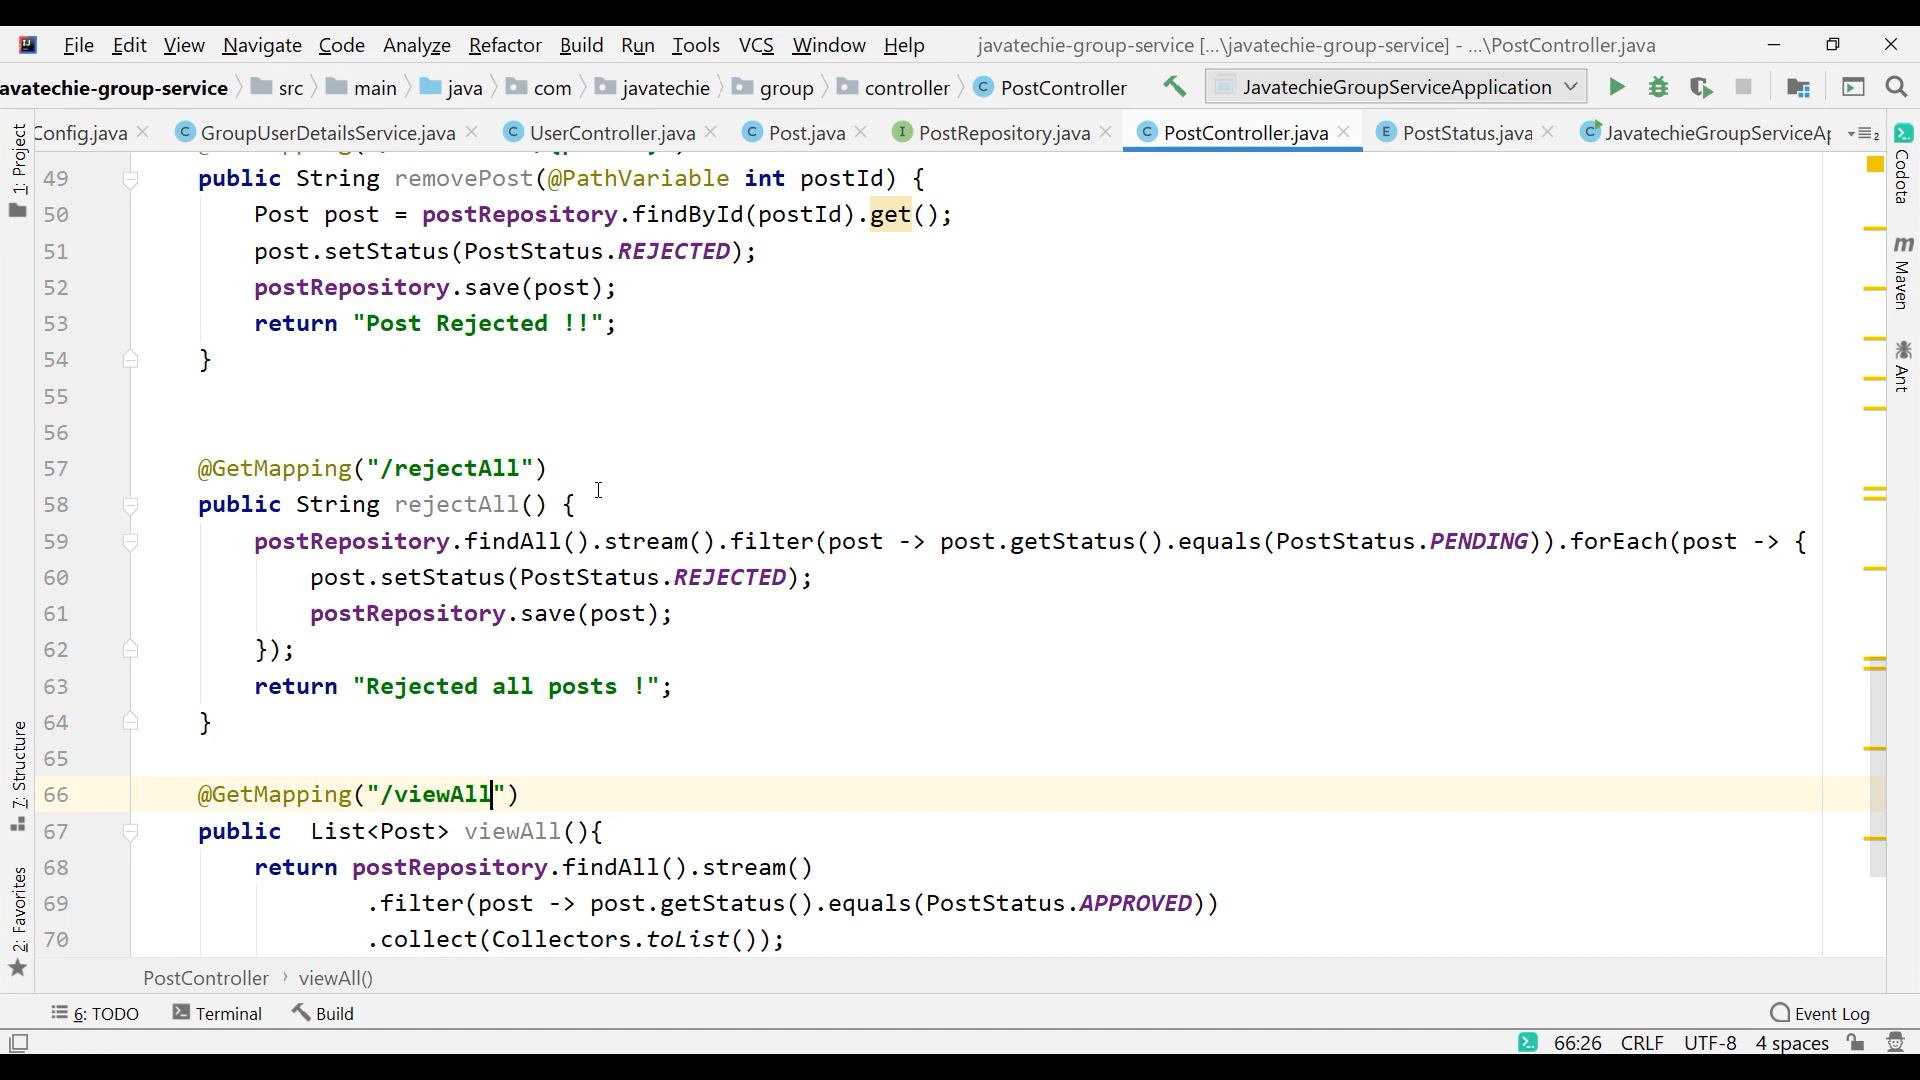 File Edit View Navigate Code Analyze Refactor Build Run Tools VCS Window Help javatechie-group-service [...\javatechie-group-service] - ...\PostController.java
avatechie-group-service src main java com javatechie group controller PostController JavatechieGroupServiceApplication
Config.java GroupUserDetailsService.java UserController.java Post.java PostRepository.java PostController.java PostStatus.java JavatechieGroupServiceAp
1: Project
7: Structure
2: Favorites
Codota
Maven
Ant
49 public String removePost(@PathVariable int postId) {
50 Post post = postRepository.findById(postId).get();
51 post.setStatus(PostStatus.REJECTED);
52 postRepository.save(post);
53 return "Post Rejected !!";
54 }
55
56
57 @GetMapping("/rejectAll")
58 public String rejectAll() {
59 postRepository.findAll().stream().filter(post -> post.getStatus().equals(PostStatus.PENDING)).forEach(post -> {
60 post.setStatus(PostStatus.REJECTED);
61 postRepository.save(post);
62 });
63 return "Rejected all posts !";
64 }
65
66 @GetMapping("/viewAll")
67 public List<Post> viewAll(){
68 return postRepository.findAll().stream()
69 .filter(post -> post.getStatus().equals(PostStatus.APPROVED))
70 .collect(Collectors.toList());
PostController › viewAll()
6: TODO Terminal Build Event Log
66:26 CRLF UTF-8 4 spaces